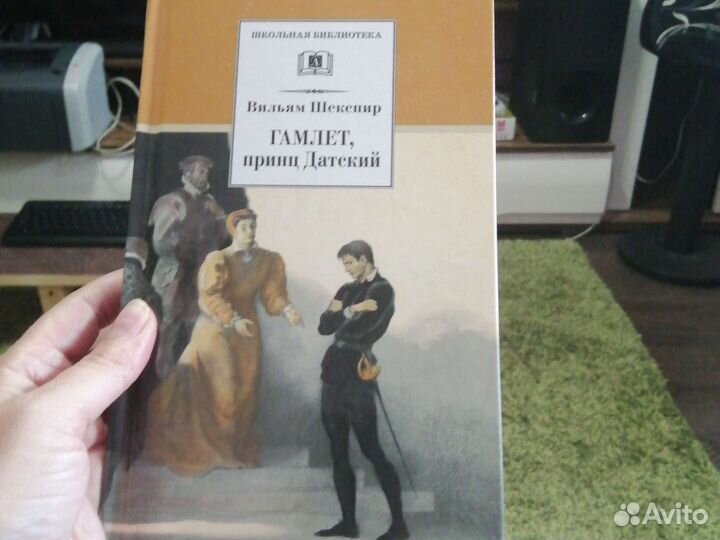 ШКОЛЬНАЯ БИБЛИОТЕКА
Вильям Шекспир
ГАМЛЕТ,
принц Датский
Avito